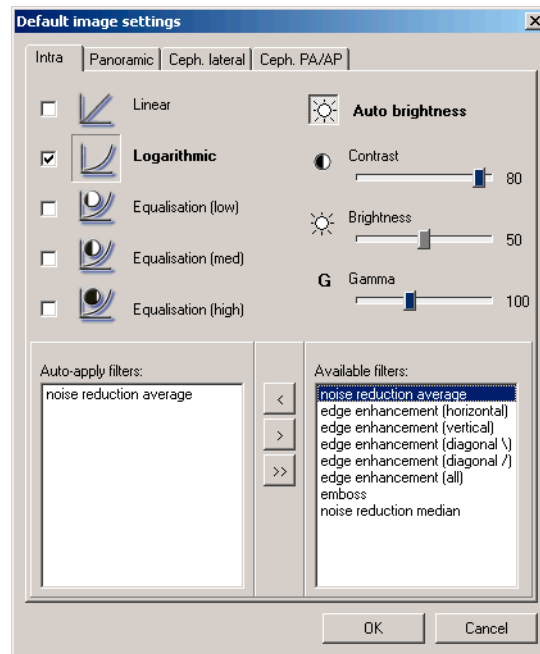 Default image settings
Intra Panoramic Ceph. lateral Ceph. PA/AP
Linear
Auto brightness
Logarithmic
Contrast
80
Equalisation (low)
Brightness
50
Equalisation (med)
G Gamma
100
Equalisation (high)
Auto-apply filters:
noise reduction average
<
>
>>
Available filters:
noise reduction average
edge enhancement (horizontal)
edge enhancement (vertical)
edge enhancement (diagonal \)
edge enhancement (diagonal /)
edge enhancement (all)
emboss
noise reduction median
OK Cancel